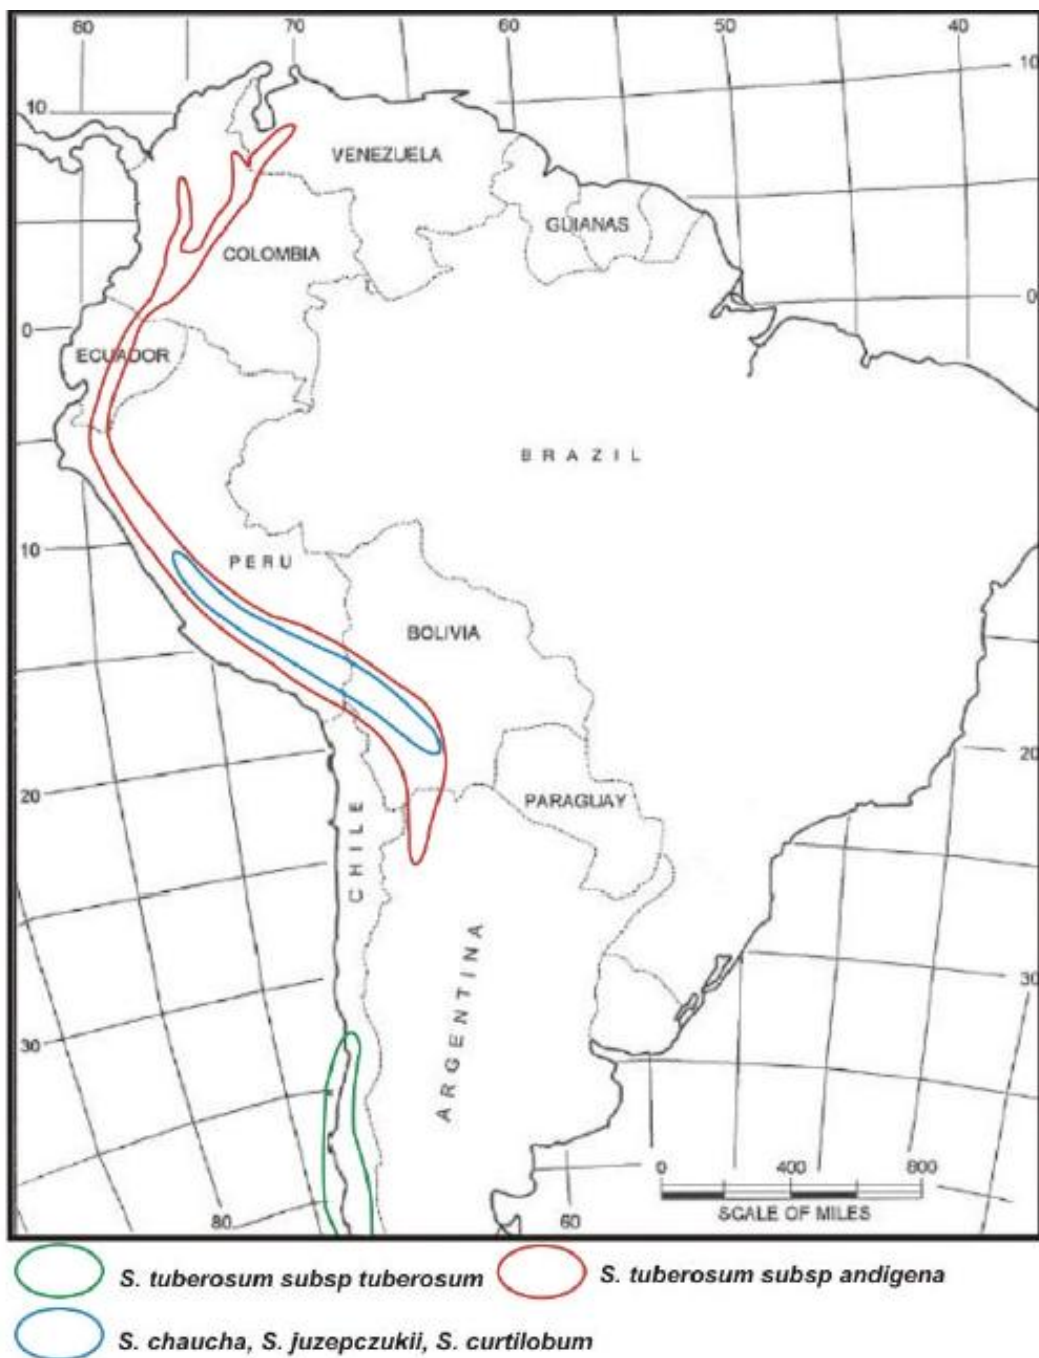 80 70 60 50 40
10
10
VENEZUELA
GUIANAS
COLOMBIA
0
0
ECUADOR
BRAZIL
10
PERU
BOLIVIA
20
20
PARAGUAY
CHILE
ARGENTINA
30
30
0 400 800
SCALE OF MILES
80 60
S. tuberosum subsp tuberosum
S. tuberosum subsp andigena
S. chaucha, S. juzepczukii, S. curtilobum